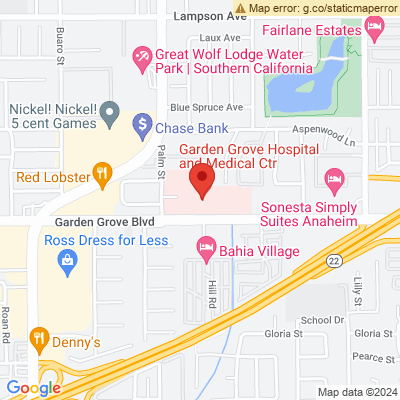 Map error: g.co/staticmaperror
Lampson Ave
Buaro St
Laux Ave
Fairlane Estates
Great Wolf Lodge Water
Park | Southern California
Nickel! Nickel!
5 cent Games
Blue Spruce Ave
Chase Bank
Aspenwood Ln
Palm St
Garden Grove Hospital
and Medical Ctr
Red Lobster
Sonesta Simply
Suites Anaheim
Garden Grove Blvd
Ross Dress for Less
Bahia Village
22
Hill Rd
Lilly St
Roan Rd
School Dr
Gloria St
Gloria St
Denny's
Pearce St
Google
Map data ©2024